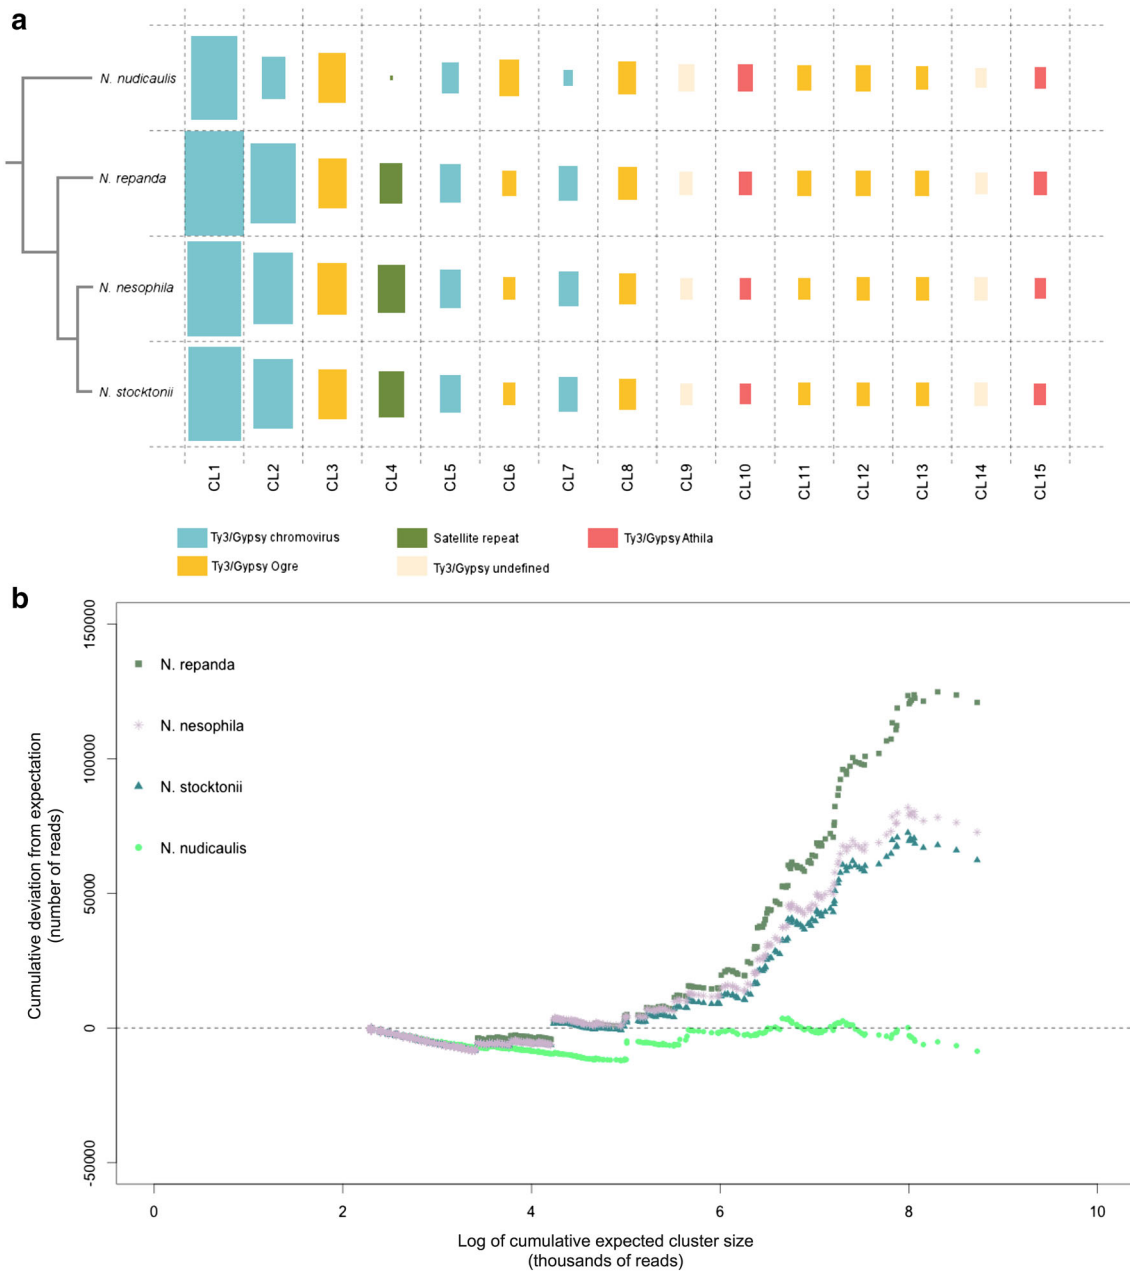 a
N. nudicaulis
N. repanda
N. nesophila
N. stocktonii
CL1 CL2 CL3 CL4 CL5 CL6 CL7 CL8 CL9 CL10 CL11 CL12 CL13 CL14 CL15
Ty3/Gypsy chromovirus
Satellite repeat
Ty3/Gypsy Athila
Ty3/Gypsy Ogre
Ty3/Gypsy undefined
b
N. repanda
N. nesophila
N. stocktonii
N. nudicaulis
150000
100000
50000
0
-50000
Cumulative deviation from expectation
(number of reads)
0 2 4 6 8 10
Log of cumulative expected cluster size
(thousands of reads)